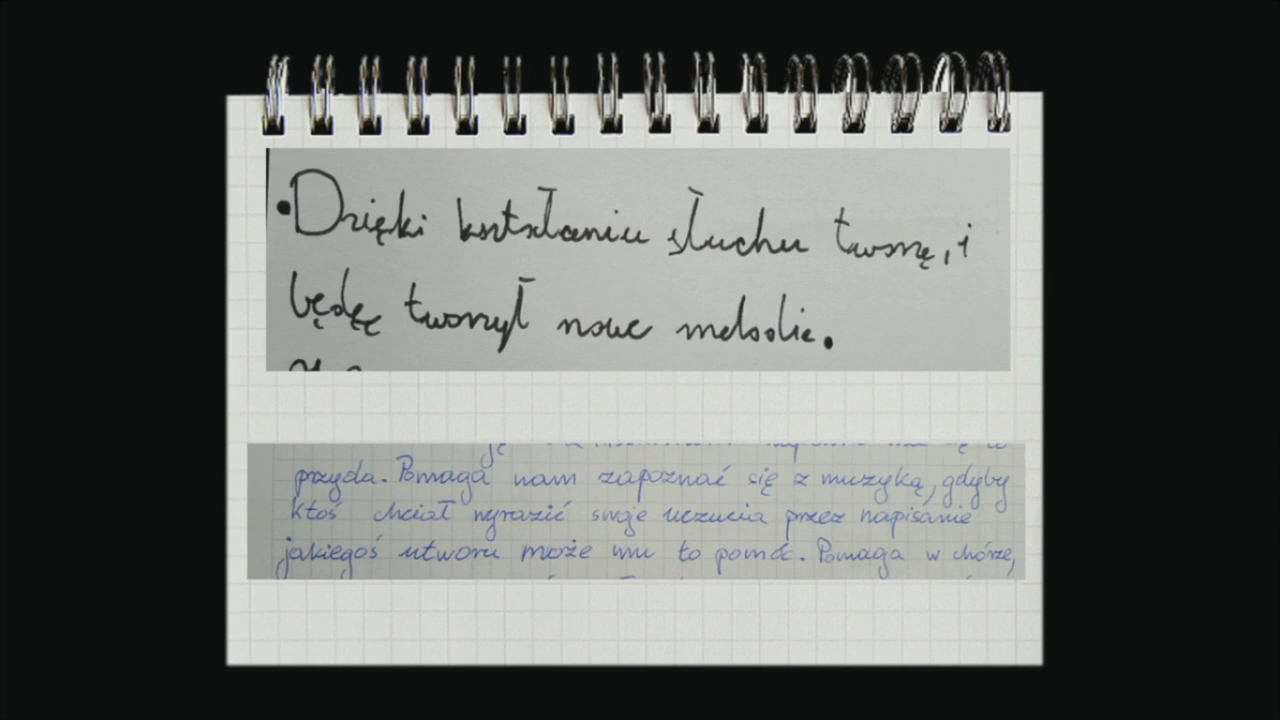 •Dzięki kształceniu słuchu tworzę, i
będę tworzył nowe melodie.
przyda. Pomaga nam zapoznać się z muzyką, gdyby
ktoś chciał wyrazić swoje uczucia przez napisanie
jakiegoś utworu może mu to pomóc. Pomaga w chórze,